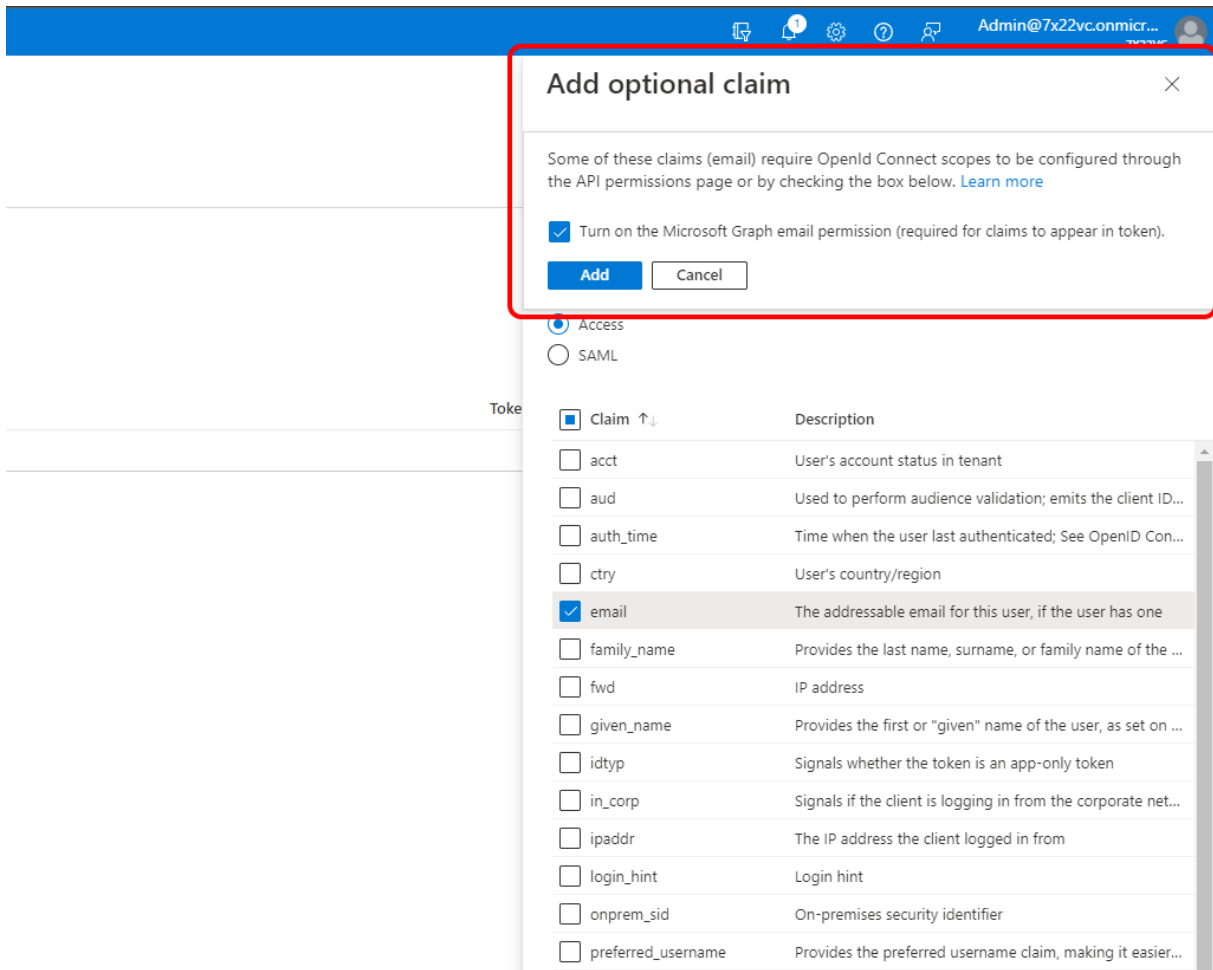 1
Admin@7x22vc.onmicr...
7X22VC
Add optional claim
Some of these claims (email) require OpenId Connect scopes to be configured through
the API permissions page or by checking the box below. Learn more
Turn on the Microsoft Graph email permission (required for claims to appear in token).
Add Cancel
Access
SAML
Toke
Claim ↑↓ Description
acct User's account status in tenant
aud Used to perform audience validation; emits the client ID...
auth_time Time when the user last authenticated; See OpenID Con...
ctry User's country/region
email The addressable email for this user, if the user has one
family_name Provides the last name, surname, or family name of the ...
fwd IP address
given_name Provides the first or "given" name of the user, as set on ...
idtyp Signals whether the token is an app-only token
in_corp Signals if the client is logging in from the corporate net...
ipaddr The IP address the client logged in from
login_hint Login hint
onprem_sid On-premises security identifier
preferred_username Provides the preferred username claim, making it easier...